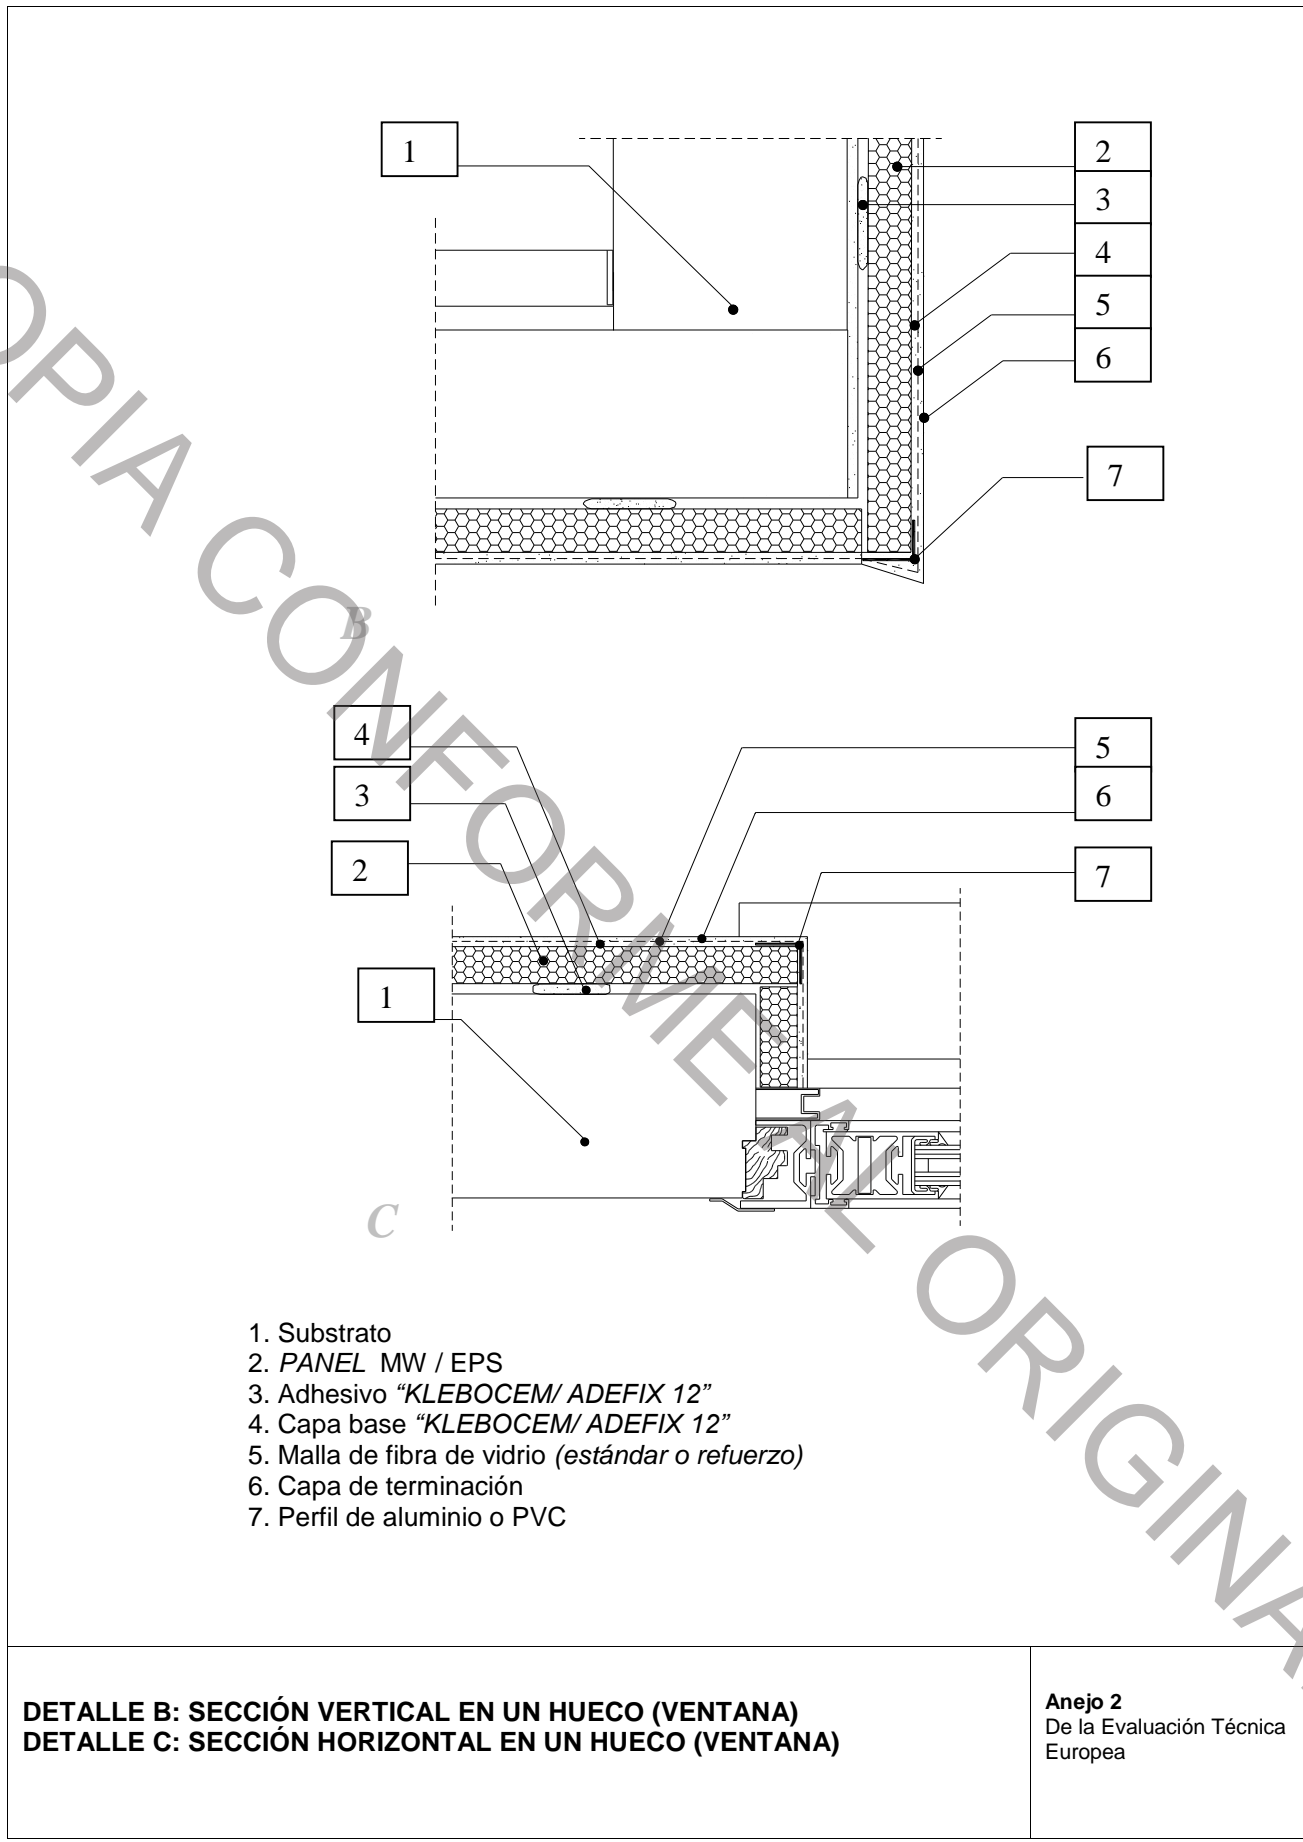 1
2
3
4
5
6
7
B
4
3
2
1
5
6
7
C
COPIA CONFORME AL ORIGINAL
1. Substrato
2. PANEL MW / EPS
3. Adhesivo “KLEBOCEM/ ADEFIX 12”
4. Capa base “KLEBOCEM/ ADEFIX 12”
5. Malla de fibra de vidrio (estándar o refuerzo)
6. Capa de terminación
7. Perfil de aluminio o PVC
DETALLE B: SECCIÓN VERTICAL EN UN HUECO (VENTANA)
DETALLE C: SECCIÓN HORIZONTAL EN UN HUECO (VENTANA)
Anejo 2
De la Evaluación Técnica
Europea